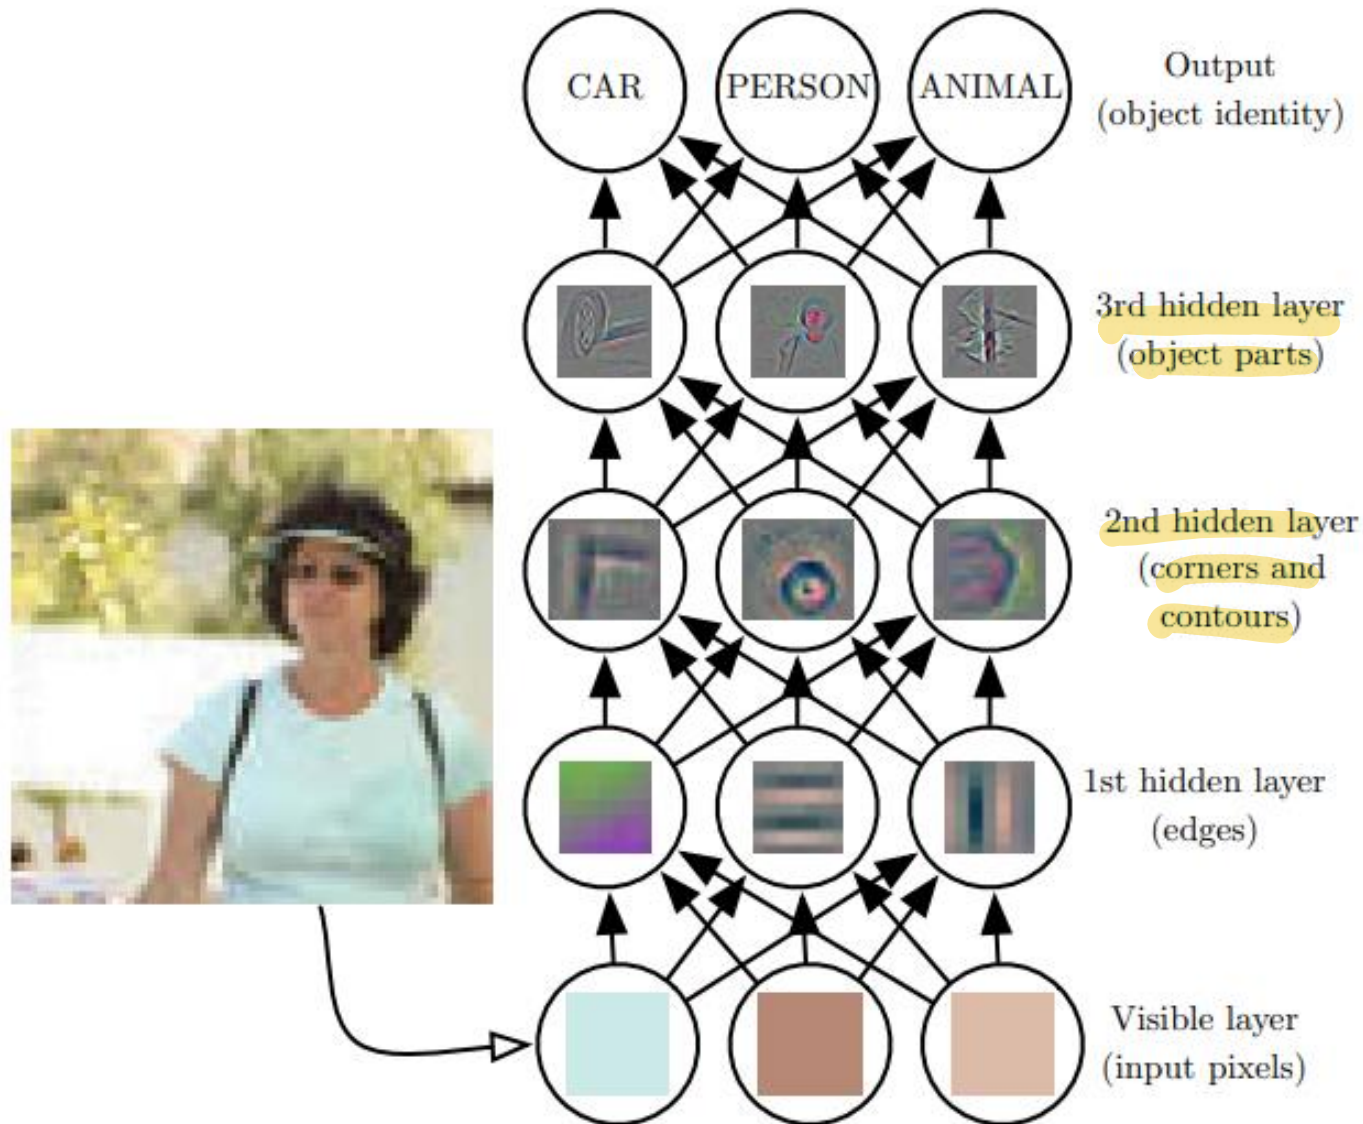 CAR
PERSON
ANIMAL
Output
(object identity)
3rd hidden layer
(object parts)
2nd hidden layer
(corners and
contours)
1st hidden layer
(edges)
Visible layer
(input pixels)